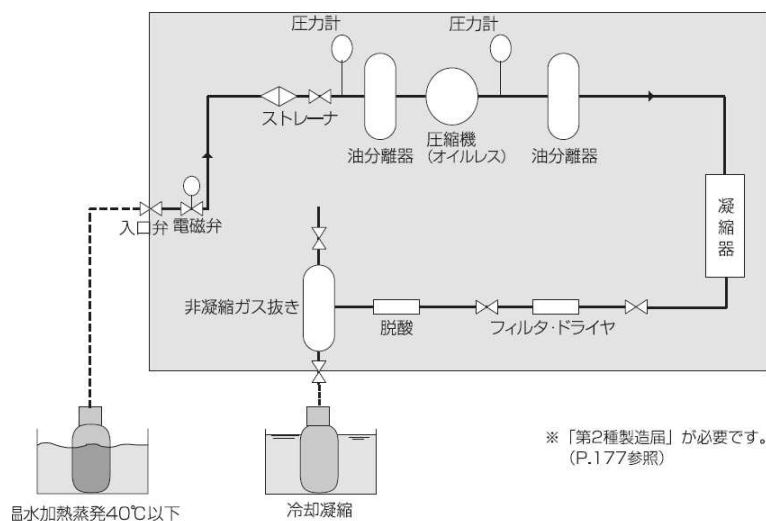 圧力計
圧力計
ストレーナ
油分離器
圧縮機
(オイルレス)
油分離器
入口弁
電磁弁
凝縮器
非凝縮ガス抜き
脱酸
フィルタ・ドライヤ
※「第2種製造届」が必要です。
(P.177参照)
温水加熱蒸発40℃以下
冷却凝縮